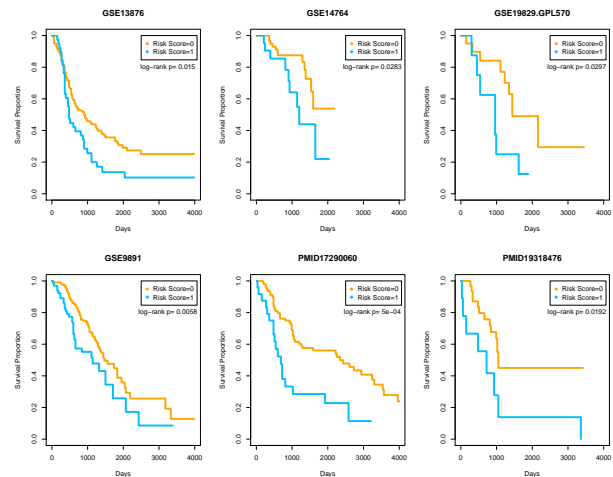 GSE13876
GSE14764
GSE19829.GPL570
Survival Proportion
0.0 0.2 0.4 0.6 0.8 1.0
Risk Score=0
Risk Score=1
log−rank p= 0.015
0 1000 2000 3000 4000
Days
Survival Proportion
0.0 0.2 0.4 0.6 0.8 1.0
Risk Score=0
Risk Score=1
log−rank p= 0.0283
0 1000 2000 3000 4000
Days
Survival Proportion
0.0 0.2 0.4 0.6 0.8 1.0
Risk Score=0
Risk Score=1
log−rank p= 0.0297
0 1000 2000 3000 4000
Days
GSE9891
PMID17290060
PMID19318476
Survival Proportion
0.0 0.2 0.4 0.6 0.8 1.0
Risk Score=0
Risk Score=1
log−rank p= 0.0058
0 1000 2000 3000 4000
Days
Survival Proportion
0.0 0.2 0.4 0.6 0.8 1.0
Risk Score=0
Risk Score=1
log−rank p= 5e−04
0 1000 2000 3000 4000
Days
Survival Proportion
0.0 0.2 0.4 0.6 0.8 1.0
Risk Score=0
Risk Score=1
log−rank p= 0.0192
0 1000 2000 3000 4000
Days